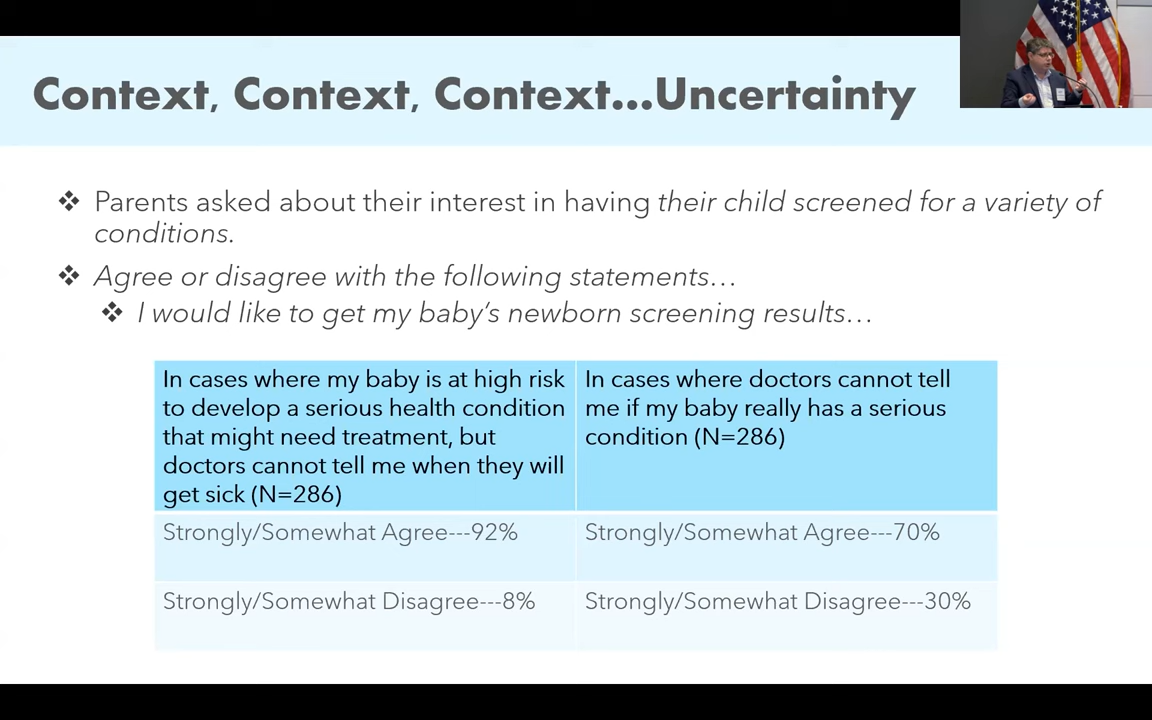 Context, Context, Context...Uncertainty
❖ Parents asked about their interest in having their child screened for a variety of
conditions.
❖ Agree or disagree with the following statements…
❖ I would like to get my baby’s newborn screening results…
In cases where my baby is at high risk
to develop a serious health condition
that might need treatment, but
doctors cannot tell me when they will
get sick (N=286)
In cases where doctors cannot tell
me if my baby really has a serious
condition (N=286)
Strongly/Somewhat Agree---92%
Strongly/Somewhat Agree---70%
Strongly/Somewhat Disagree---8%
Strongly/Somewhat Disagree---30%